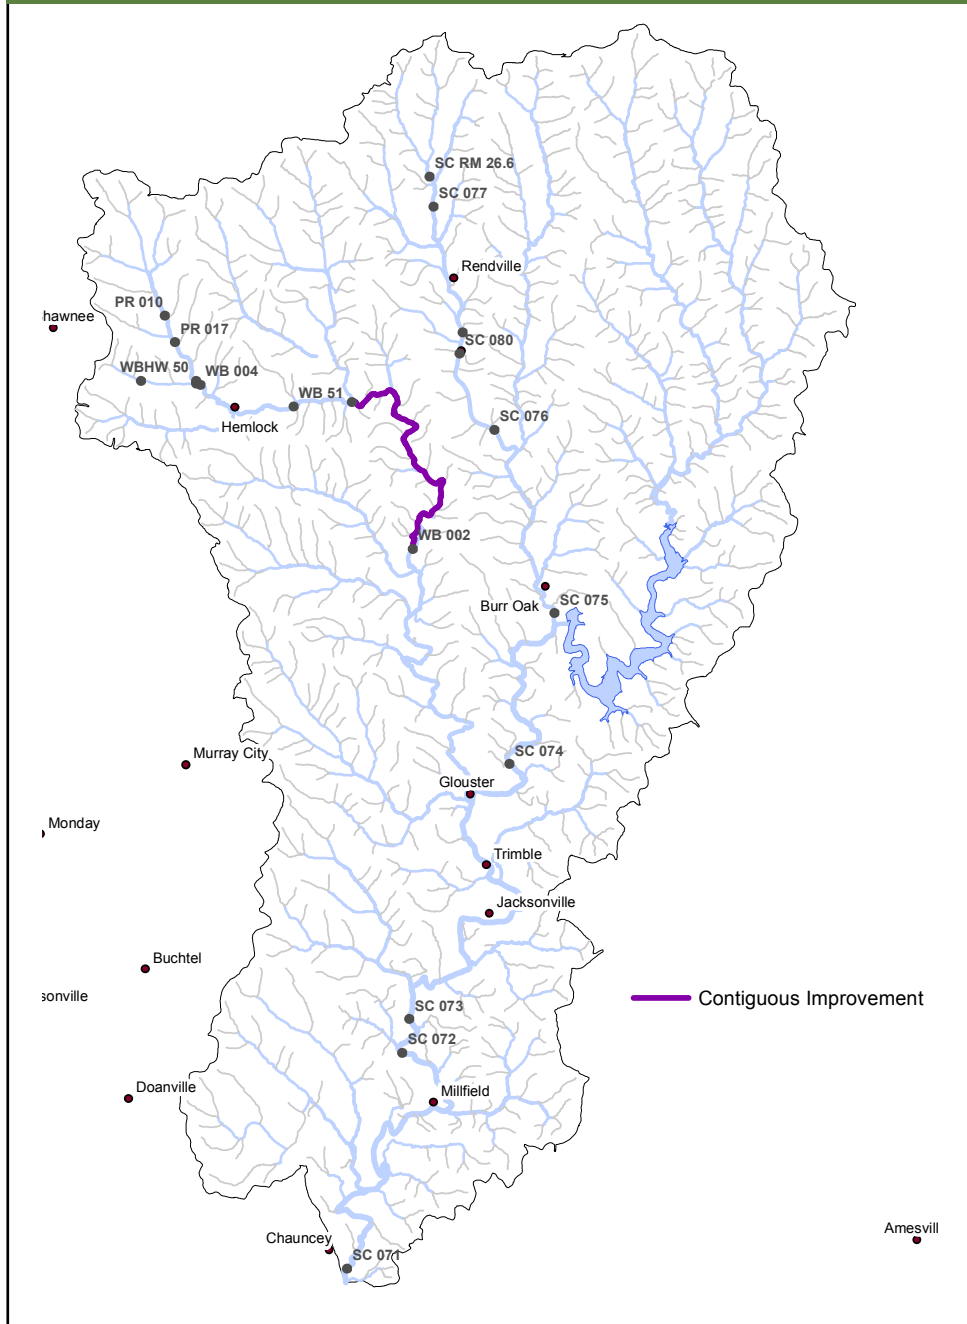 SC RM 26.6
SC 077
Rendville
PR 010
hawnee
PR 017
SC 080
WBHW 50
WB 004
WB 51
Hemlock
SC 076
WB 002
Burr Oak
SC 075
Murray City
SC 074
Glouster
Monday
Trimble
Jacksonville
Buchtel
sonville
Contiguous Improvement
SC 073
SC 072
Doanville
Millfield
Amesvill
Chauncey
SC 071